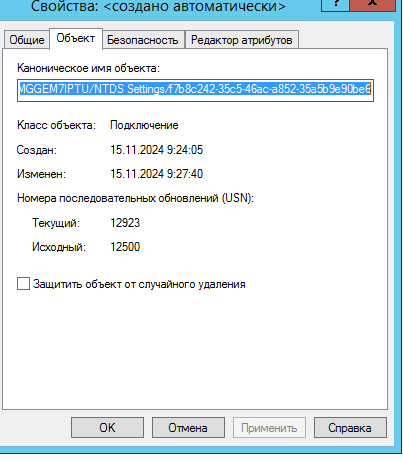 Свойства: <создано автоматически>
? x
Общие Объект Безопасность Редактор атрибутов
Каноническое имя объекта:
MGGEM7IPTU/NTDS Settings/f7b8c242-35c5-46ac-a852-35a5b9e90be6
Класс объекта: Подключение
Создан: 15.11.2024 9:24:05
Изменен: 15.11.2024 9:27:40
Номера последовательных обновлений (USN):
Текущий: 12923
Исходный: 12500
Защитить объект от случайного удаления
OK Отмена Применить Справка